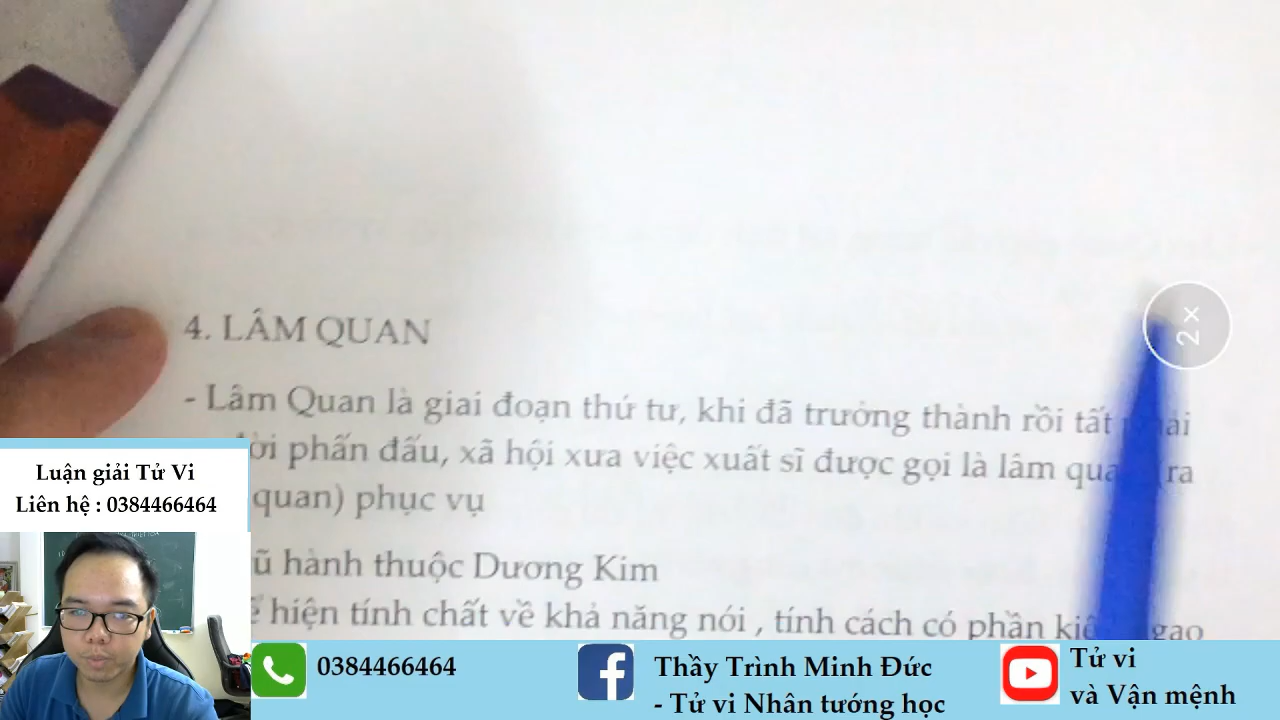 4. LÂM QUAN
- Lâm Quan là giai đoạn thứ tư, khi đã trưởng thành rồi tất
phấn đấu, xã hội xưa việc xuất sĩ được gọi là lâm (ra
quan) phục vụ
hành thuộc Dương Kim
hiện tính chất về khả năng nói , tính cách có phần
2×
Luận giải Tử Vi
Liên hệ : 0384466464
0384466464
Thầy Trình Minh Đức
- Tử vi Nhân tướng học
Tử vi
và Vận mệnh